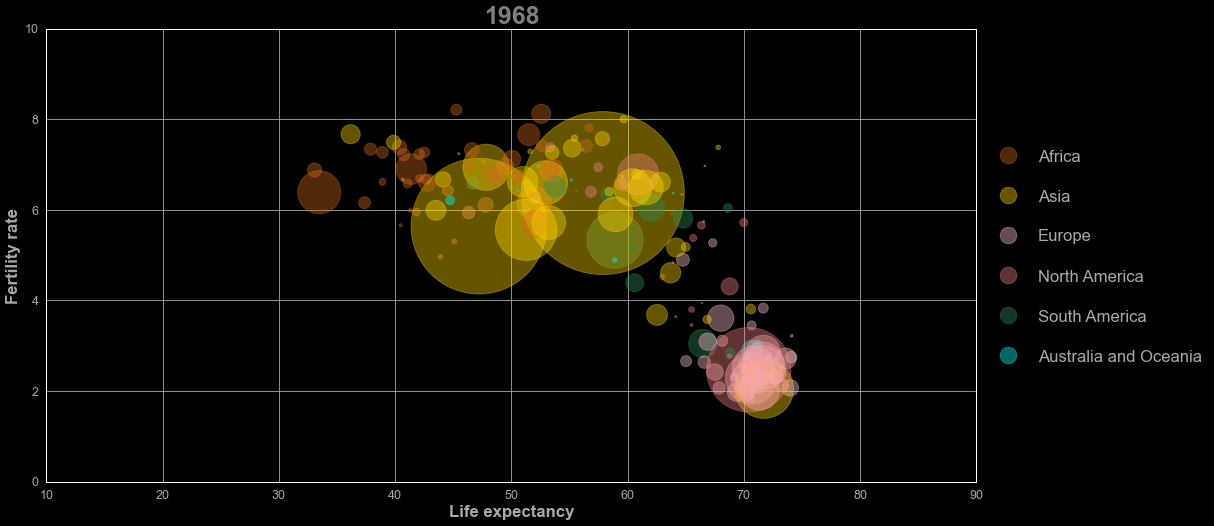 1968
10
8
6
4
2
0
Fertility rate
10 20 30 40 50 60 70 80 90
Life expectancy
Africa
Asia
Europe
North America
South America
Australia and Oceania